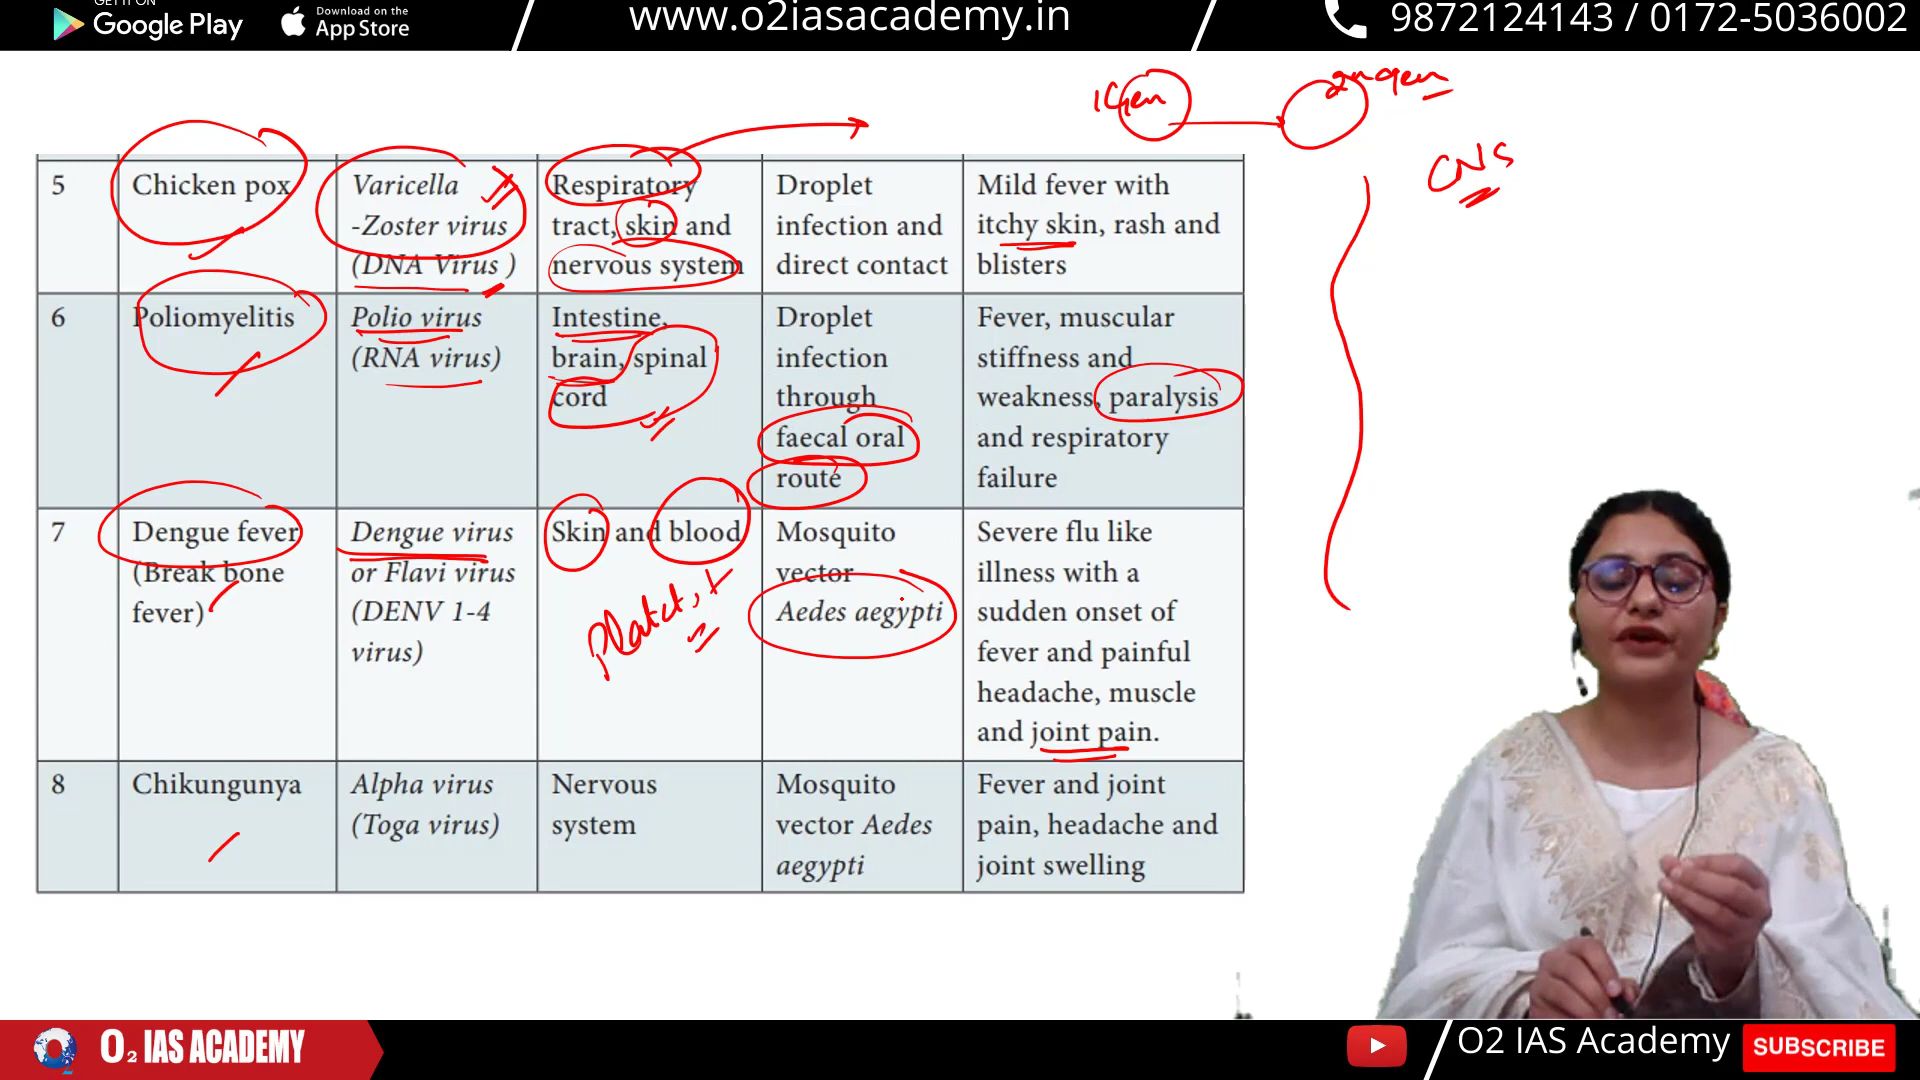 GET IT ON
Google Play
Download on the
App Store
www.o2iasacademy.in
9872124143 / 0172-5036002
1 Gen
2n gen
CNS
5
Chicken pox
Varicella
-Zoster virus
(DNA Virus )
Respiratory
tract, skin and
nervous system
Droplet
infection and
direct contact
Mild fever with
itchy skin, rash and
blisters
6
Poliomyelitis
Polio virus
(RNA virus)
Intestine,
brain, spinal
cord
Droplet
infection
through
faecal oral
route
Fever, muscular
stiffness and
weakness, paralysis
and respiratory
failure
7
Dengue fever
(Break bone
fever)
Dengue virus
or Flavi virus
(DENV 1-4
virus)
Skin and blood
Mosquito
vector
Aedes aegypti
Severe flu like
illness with a
sudden onset of
fever and painful
headache, muscle
and joint pain.
8
Chikungunya
Alpha virus
(Toga virus)
Nervous
system
Mosquito
vector Aedes
aegypti
Fever and joint
pain, headache and
joint swelling
O2 IAS ACADEMY
O2 IAS Academy
SUBSCRIBE